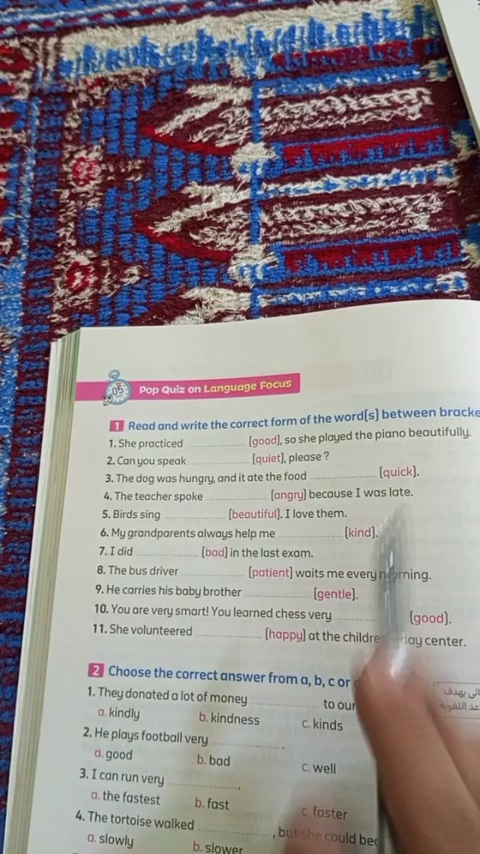 05
Pop Quiz on Language Focus
1 Read and write the correct form of the word(s) between
1. She practiced .................. (good), so she played the piano beautifully.
2. Can you speak .................. (quiet), please ?
3. The dog was hungry, and it ate the food .................. (quick).
4. The teacher spoke .................. (angry) because I was late.
5. Birds sing .................. (beautiful). I love them.
6. My grandparents always help me .................. (kind).
7. I did .................. (bad) in the last exam.
8. The bus driver .................. (patient) waits me every morning.
9. He carries his baby brother .................. (gentle).
10. You are very smart! You learned chess very .................. (good).
11. She volunteered .................. (happy) at the day center.
2 Choose the correct answer from a, b, c or
1. They donated a lot of money .................. to our
a. kindly b. kindness c. kinds
2. He plays football very .................. .
a. good b. bad c. well
3. I can run very .................. .
a. the fastest b. fast c. faster
4. The tortoise walked .................. , but she could
a. slowly b. slower